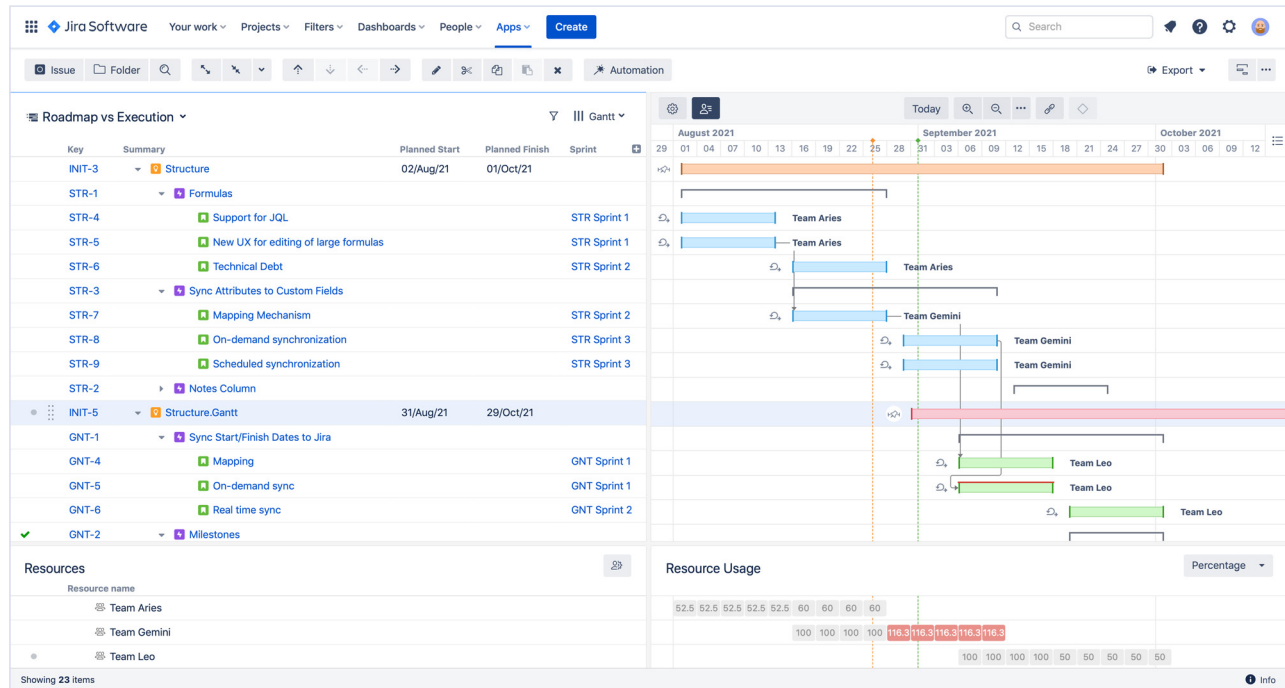 Jira Software Your work Projects Filters Dashboards People Apps Create Search
Issue Folder Automation Export
Roadmap vs Execution Gantt Today
August 2021 September 2021 October 2021
Key Summary Planned Start Planned Finish Sprint 29 01 04 07 10 13 16 19 22 25 28 31 03 06 09 12 15 18 21 24 27 30 03 06 09 12
INIT-3 Structure 02/Aug/21 01/Oct/21
STR-1 Formulas
STR-4 Support for JQL STR Sprint 1 Team Aries
STR-5 New UX for editing of large formulas STR Sprint 1 Team Aries
STR-6 Technical Debt STR Sprint 2 Team Aries
STR-3 Sync Attributes to Custom Fields
STR-7 Mapping Mechanism STR Sprint 2 Team Gemini
STR-8 On-demand synchronization STR Sprint 3 Team Gemini
STR-9 Scheduled synchronization STR Sprint 3 Team Gemini
STR-2 Notes Column
INIT-5 Structure.Gantt 31/Aug/21 29/Oct/21
GNT-1 Sync Start/Finish Dates to Jira
GNT-4 Mapping GNT Sprint 1 Team Leo
GNT-5 On-demand sync GNT Sprint 1 Team Leo
GNT-6 Real time sync GNT Sprint 2 Team Leo
GNT-2 Milestones
Resources Resource Usage Percentage
Resource name
Team Aries 52.5 52.5 52.5 52.5 52.5 60 60 60 60
Team Gemini 100 100 100 100 116.3 116.3 116.3 116.3 116.3
Team Leo 100 100 100 100 50 50 50 50 50
Showing 23 items Info